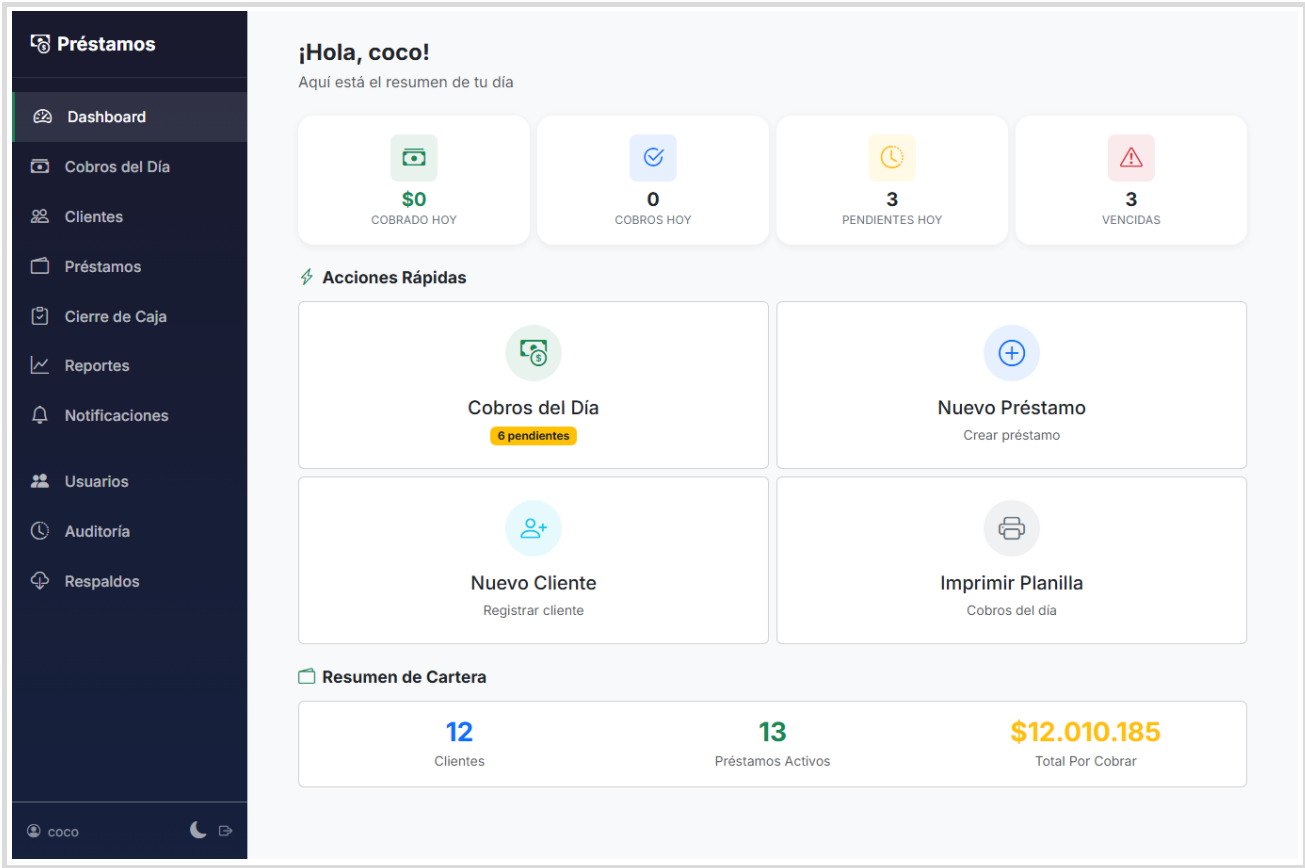 Préstamos
Dashboard
Cobros del Día
Clientes
Préstamos
Cierre de Caja
Reportes
Notificaciones
Usuarios
Auditoría
Respaldos
coco
¡Hola, coco!
Aquí está el resumen de tu día
$0
COBRADO HOY
0
COBROS HOY
3
PENDIENTES HOY
3
VENCIDAS
Acciones Rápidas
Cobros del Día
6 pendientes
Nuevo Préstamo
Crear préstamo
Nuevo Cliente
Registrar cliente
Imprimir Planilla
Cobros del día
Resumen de Cartera
12
Clientes
13
Préstamos Activos
$12.010.185
Total Por Cobrar